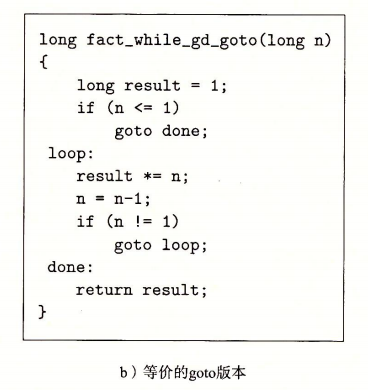 long fact_while_gd_goto(long n)
{
    long result = 1;
    if (n <= 1)
        goto done;
 loop:
    result *= n;
    n = n-1;
    if (n != 1)
        goto loop;
 done:
    return result;
}
b）等价的goto版本